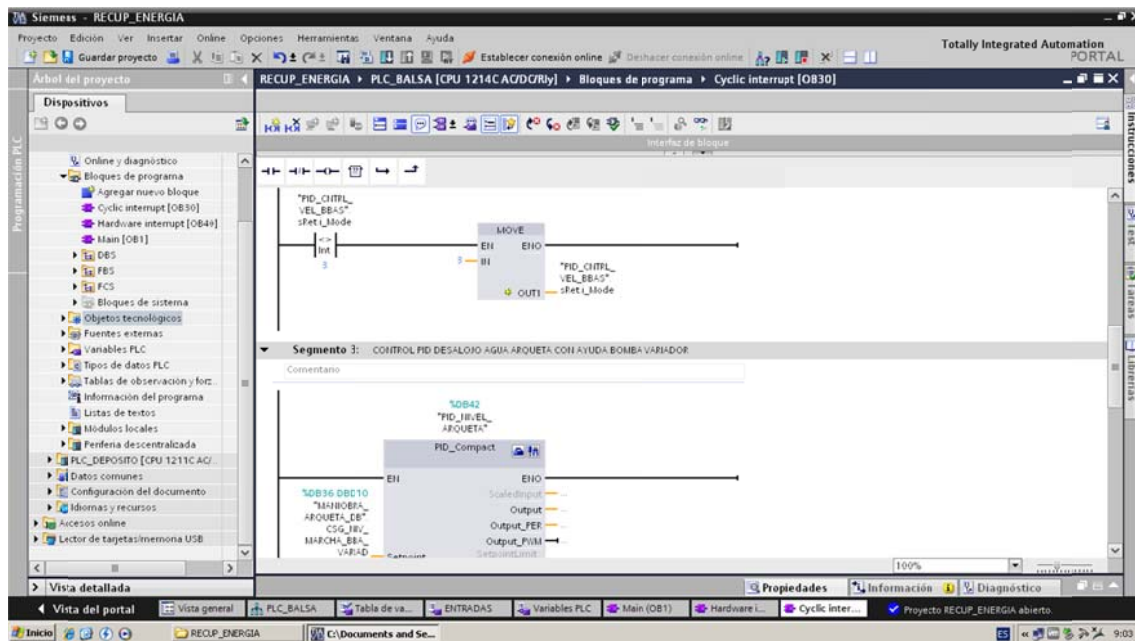 Siemens - RECUP_ENERGIA
Proyecto Edición Ver Insertar Online Opciones Herramientas Ventana Ayuda
Guardar proyecto Establecer conexión online Deshacer conexión online
Totally Integrated Automation
PORTAL
Árbol del proyecto
RECUP_ENERGIA PLC_BALSA [CPU 1214C AC/DC/Rly] Bloques de programa Cyclic interrupt [OB30]
Dispositivos
Programación PLC
Online y diagnóstico
Bloques de programa
Agregar nuevo bloque
Cyclic interrupt [OB30]
Hardware interrupt [OB40]
Main [OB1]
DBS
FBS
FCS
Bloques de sistema
Objetos tecnológicos
Fuentes externas
Variables PLC
Tipos de datos PLC
Tablas de observación y forz...
Información del programa
Listas de textos
Módulos locales
Periferia descentralizada
PLC_DEPOSITO [CPU 1211C AC/...
Datos comunes
Configuración del documento
Idiomas y recursos
Accesos online
Lector de tarjetas/memoria USB
Vista detallada
Interfaz de bloque
"PID_CNTRL_
VEL_BBAS"
sRet.i_Mode
<>
Int
3
MOVE
EN ENO
3 IN
OUT1
"PID_CNTRL_
VEL_BBAS"
sRet.i_Mode
Segmento 3: CONTROL PID DESALOJO AGUA ARQUETA CON AYUDA BOMBA VARIADOR
Comentario
%DB42
"PID_NIVEL_
ARQUETA"
PID_Compact
EN ENO
ScaledInput ...
Output ...
Output_PER ...
Output_PWM ...
SetpointLimit
%DB36.DBD10
"MANIOBRA_
ARQUETA_DB"
CSG_NIV_
MARCHA_BBA_
VARIAD
Setpoint
100%
Instrucciones
Test
Tareas
Librerías
Propiedades Información Diagnóstico
Vista del portal Vista general PLC_BALSA Tabla de va... ENTRADAS Variables PLC Main (OB1) Hardware i... Cyclic inter... Proyecto RECUP_ENERGIA abierto.
Inicio RECUP_ENERGIA C:\Documents and Se... ES 9:03